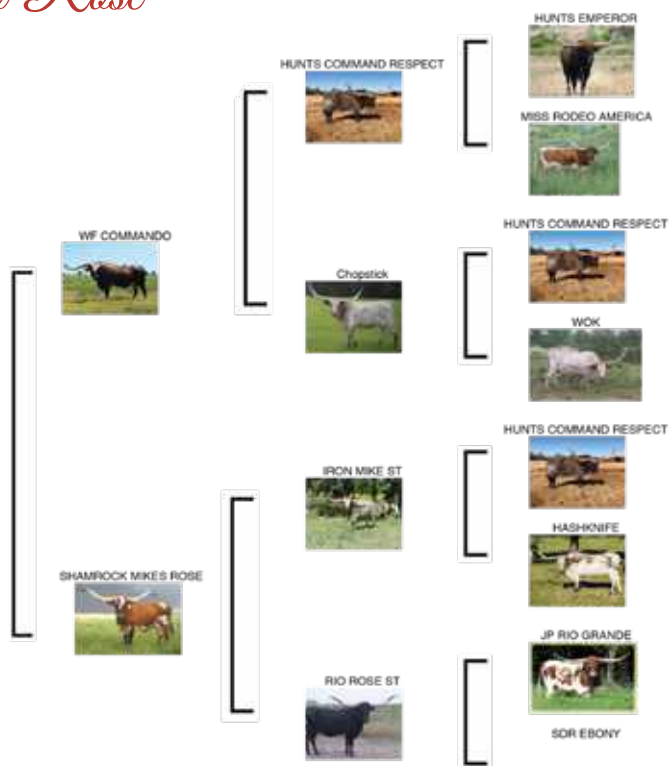 Rose
HUNTS EMPEROR
HUNTS COMMAND RESPECT
MISS RODEO AMERICA
WF COMMANDO
HUNTS COMMAND RESPECT
Chopstick
WOK
HUNTS COMMAND RESPECT
IRON MIKE ST
HASHKNIFE
SHAMROCK MIKES ROSE
JP RIO GRANDE
RIO ROSE ST
SDR EBONY